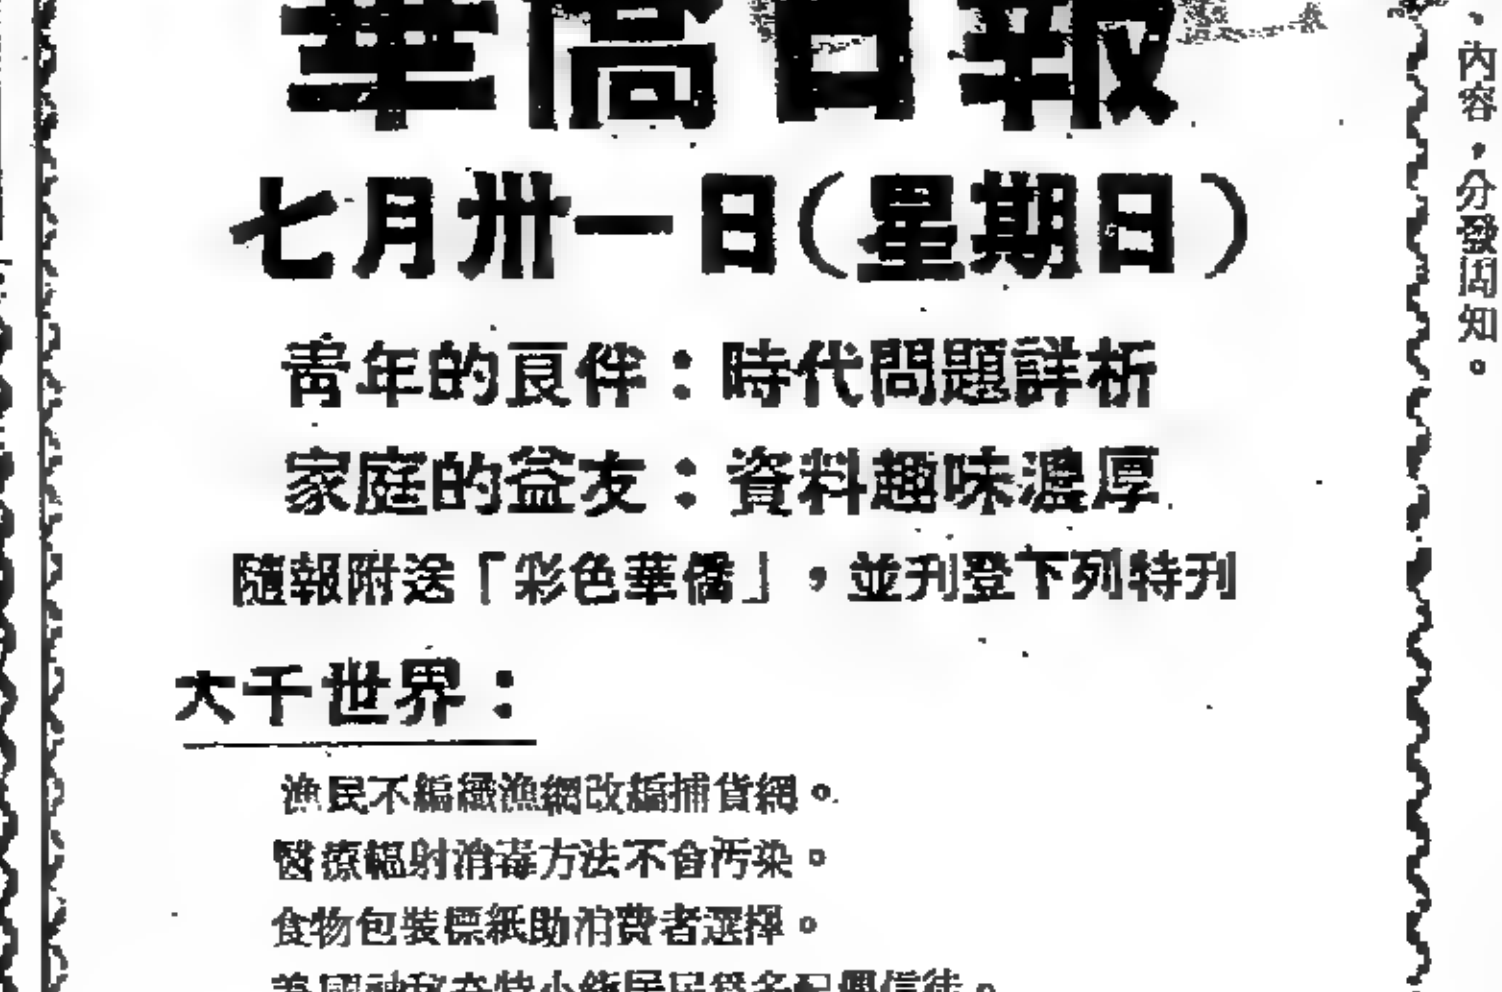 華僑日報
七月卅一日（星期日）
青年的良伴：時代問題詳析
家庭的益友：資料趣味濃厚
隨報附送「彩色華僑」，並刊登下列特刊
大千世界：
漁民不編織漁網改編捕貨網。
醫療輻射消毒方法不會污染。
食物包裝標紙助消費者選擇。
、內容，分發周知。